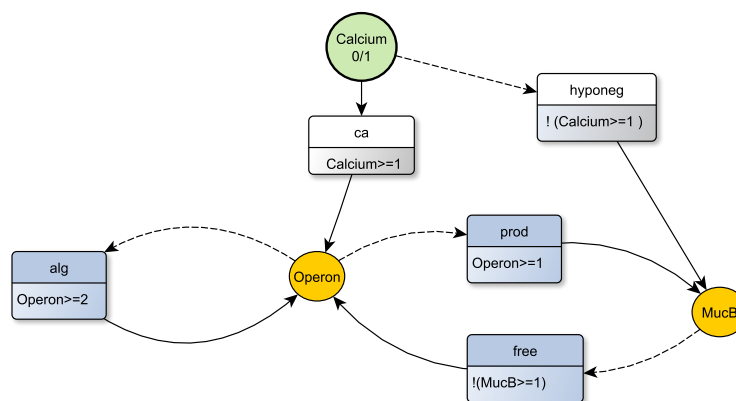 Calcium
0/1
hyponeg
! (Calcium>=1 )
ca
Calcium>=1
prod
Operon>=1
alg
Operon>=2
Operon
MucB
free
!(MucB>=1)